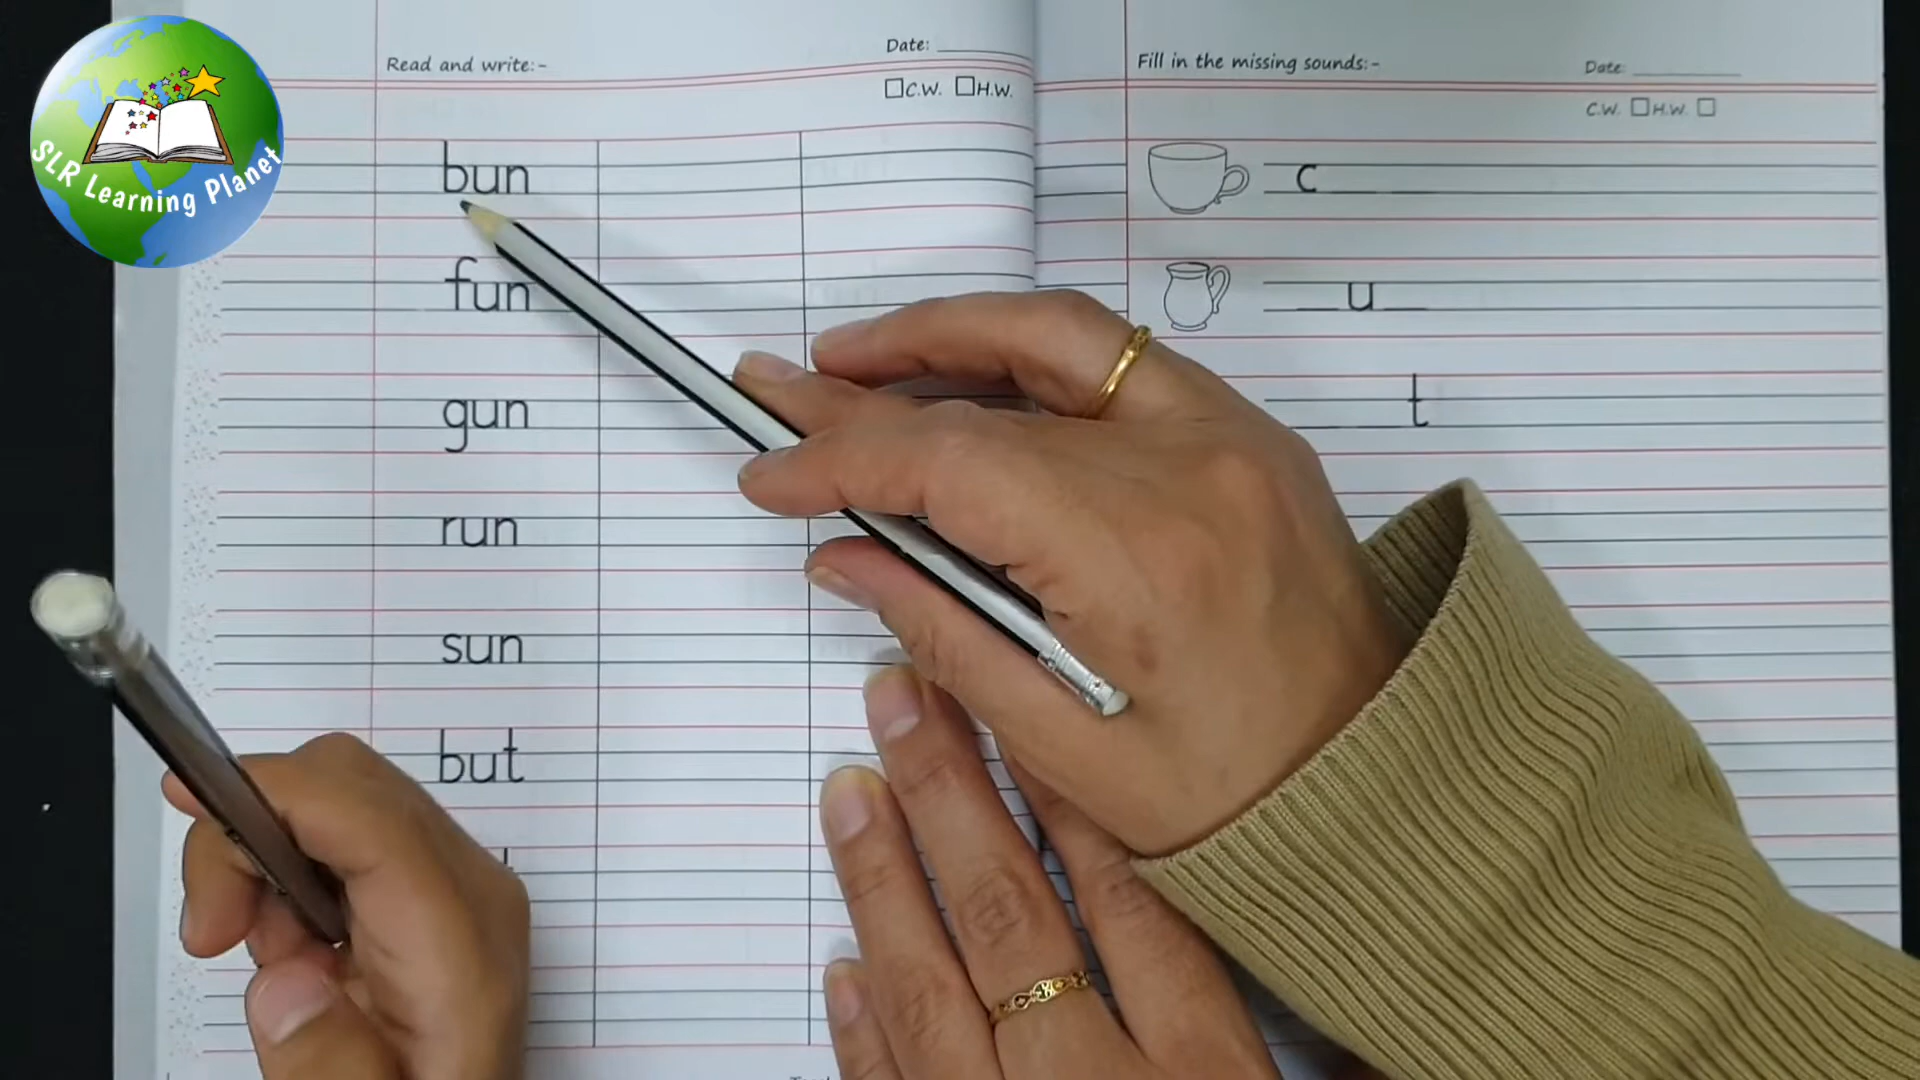 SLR Learning Planet
Read and write:-
Date:
C.W. H.W.
bun
fun
gun
run
sun
but
Fill in the missing sounds:-
Date:
C.W. H.W.
c
u
t